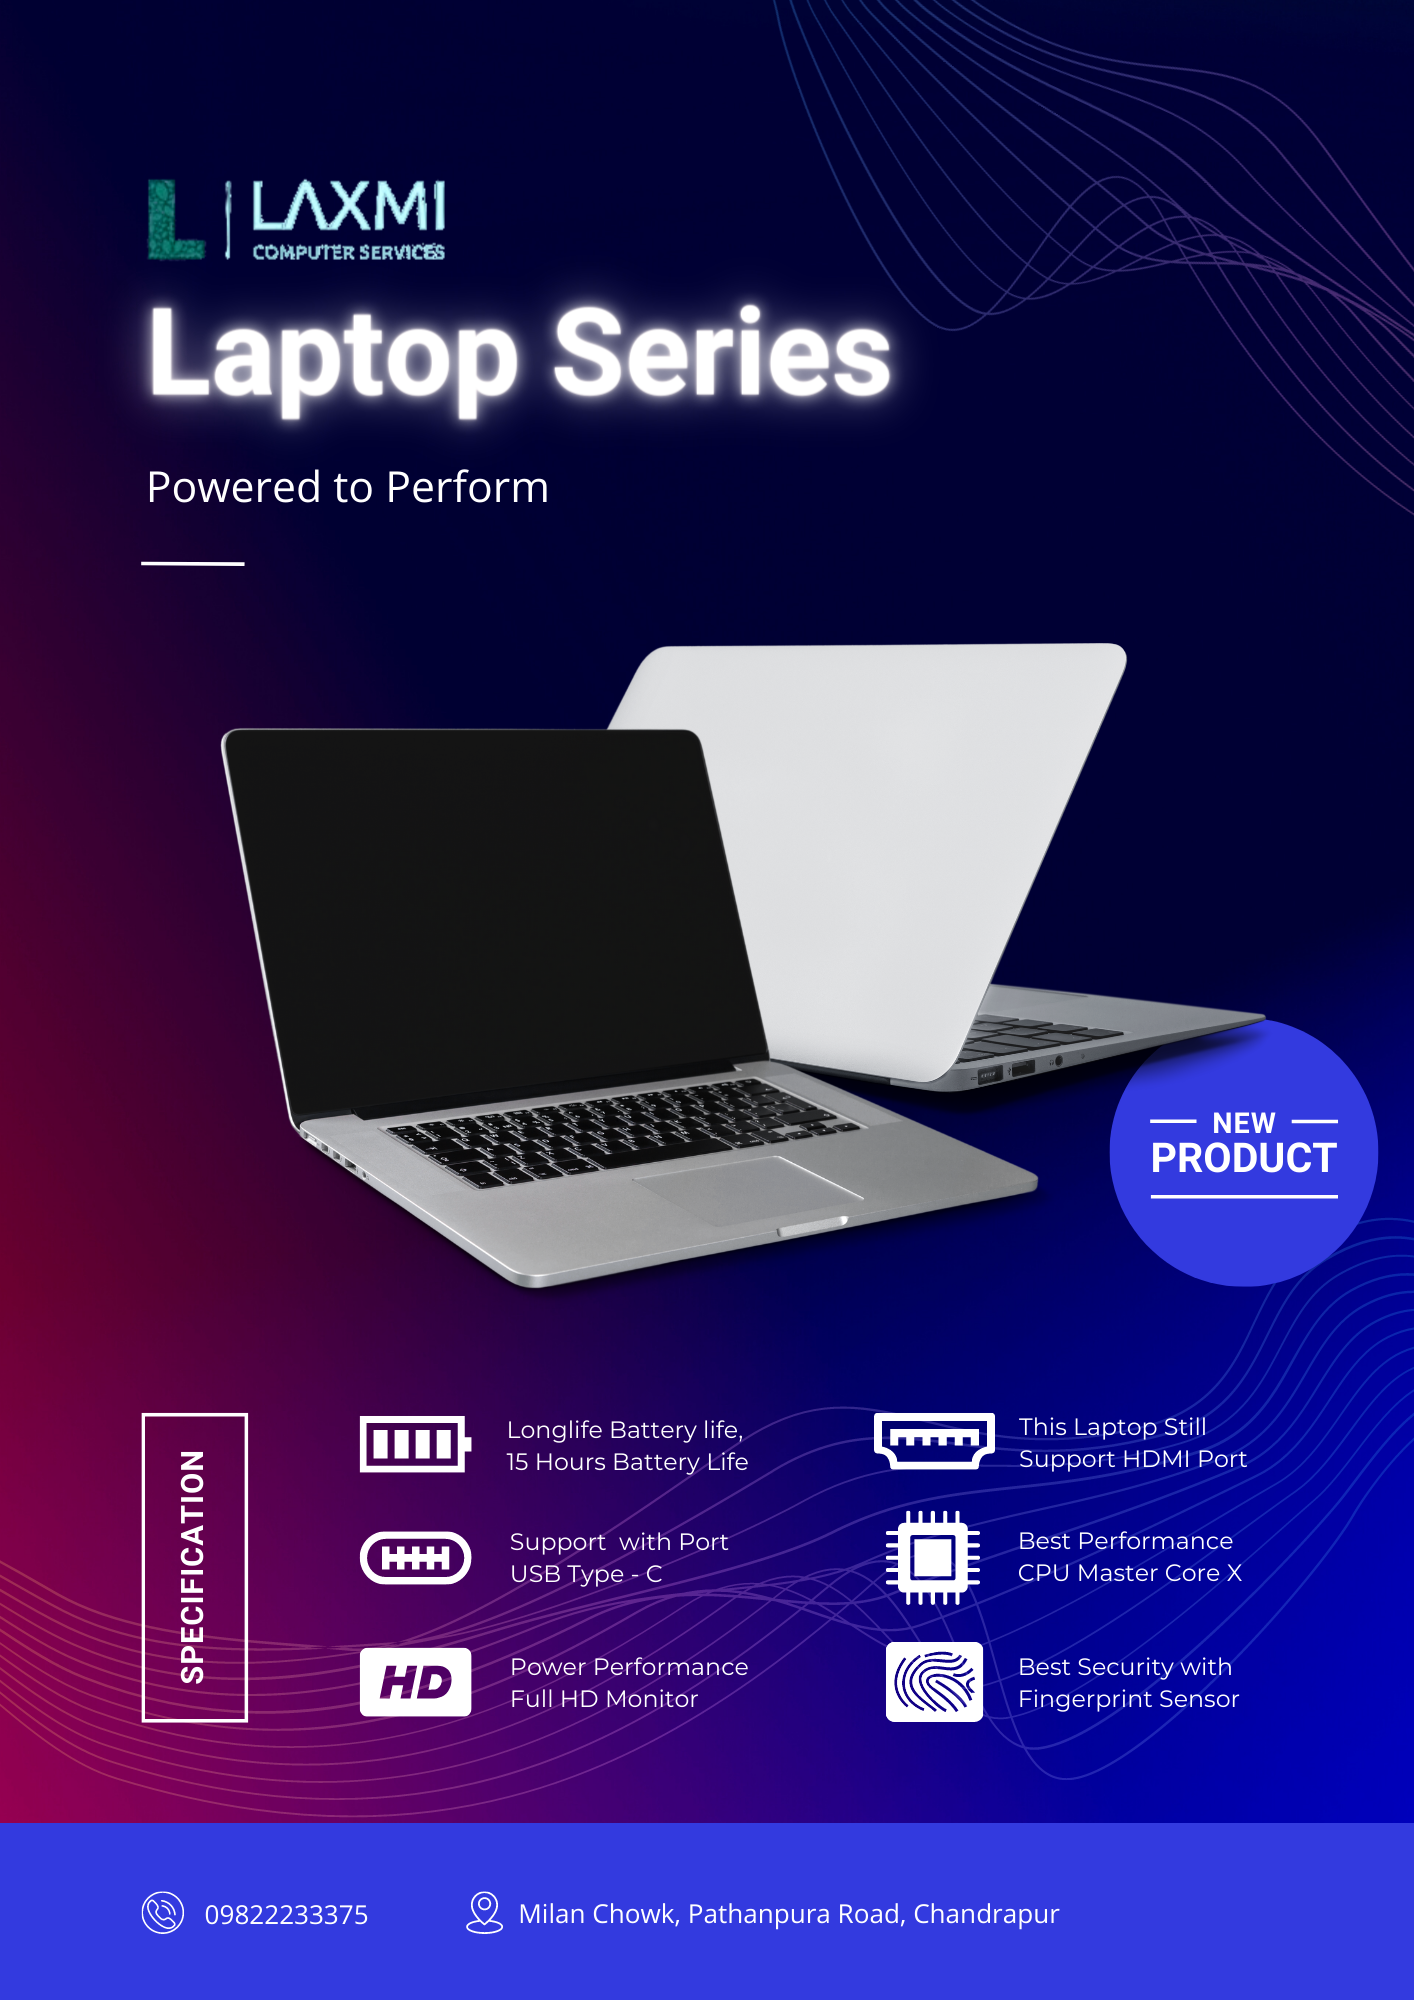 L
LAXMI
COMPUTER SERVICES
Laptop Series
Powered to Perform
NEW
PRODUCT
SPECIFICATION
Longlife Battery life,
15 Hours Battery Life
Support with Port
USB Type - C
HD
Power Performance
Full HD Monitor
This Laptop Still
Support HDMI Port
Best Performance
CPU Master Core X
Best Security with
Fingerprint Sensor
09822233375
Milan Chowk, Pathanpura Road, Chandrapur